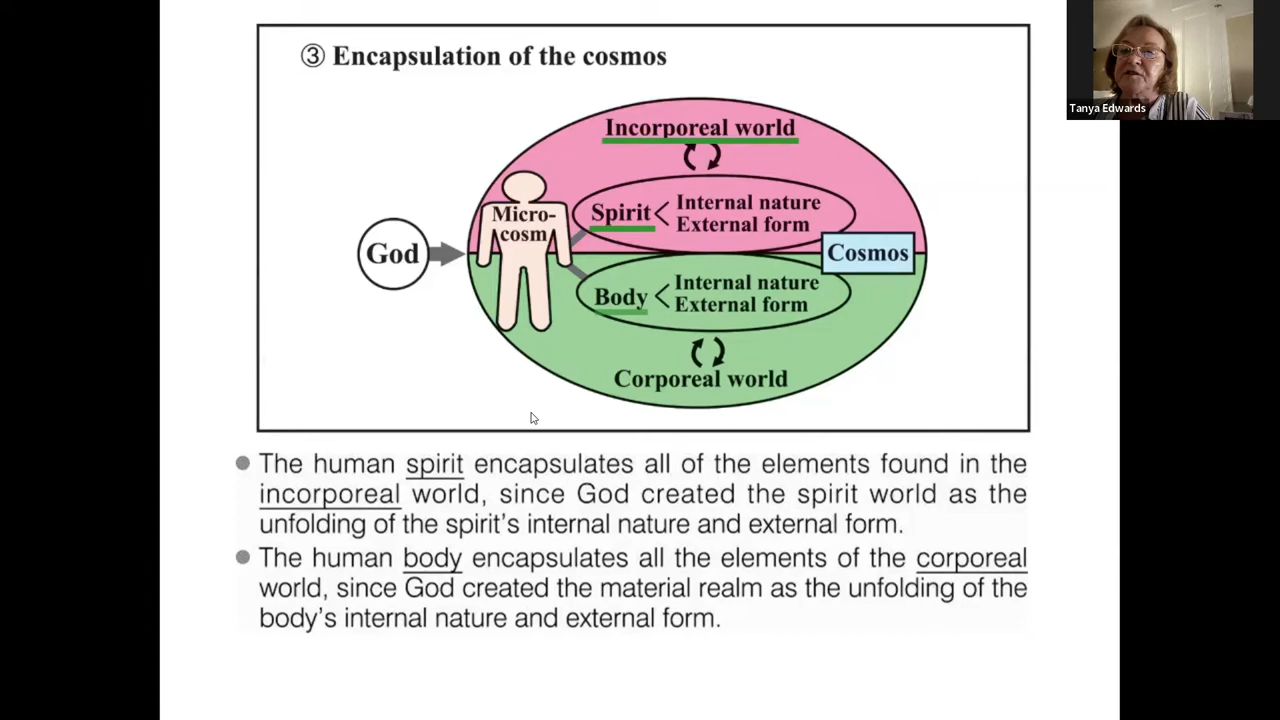 ③ Encapsulation of the cosmos
Tanya Edwards
Incorporeal world
Micro-
cosm
Spirit < Internal nature
External form
God
Cosmos
Body < Internal nature
External form
Corporeal world
● The human spirit encapsulates all of the elements found in the
incorporeal world, since God created the spirit world as the
unfolding of the spirit's internal nature and external form.
● The human body encapsulates all the elements of the corporeal
world, since God created the material realm as the unfolding of the
body's internal nature and external form.